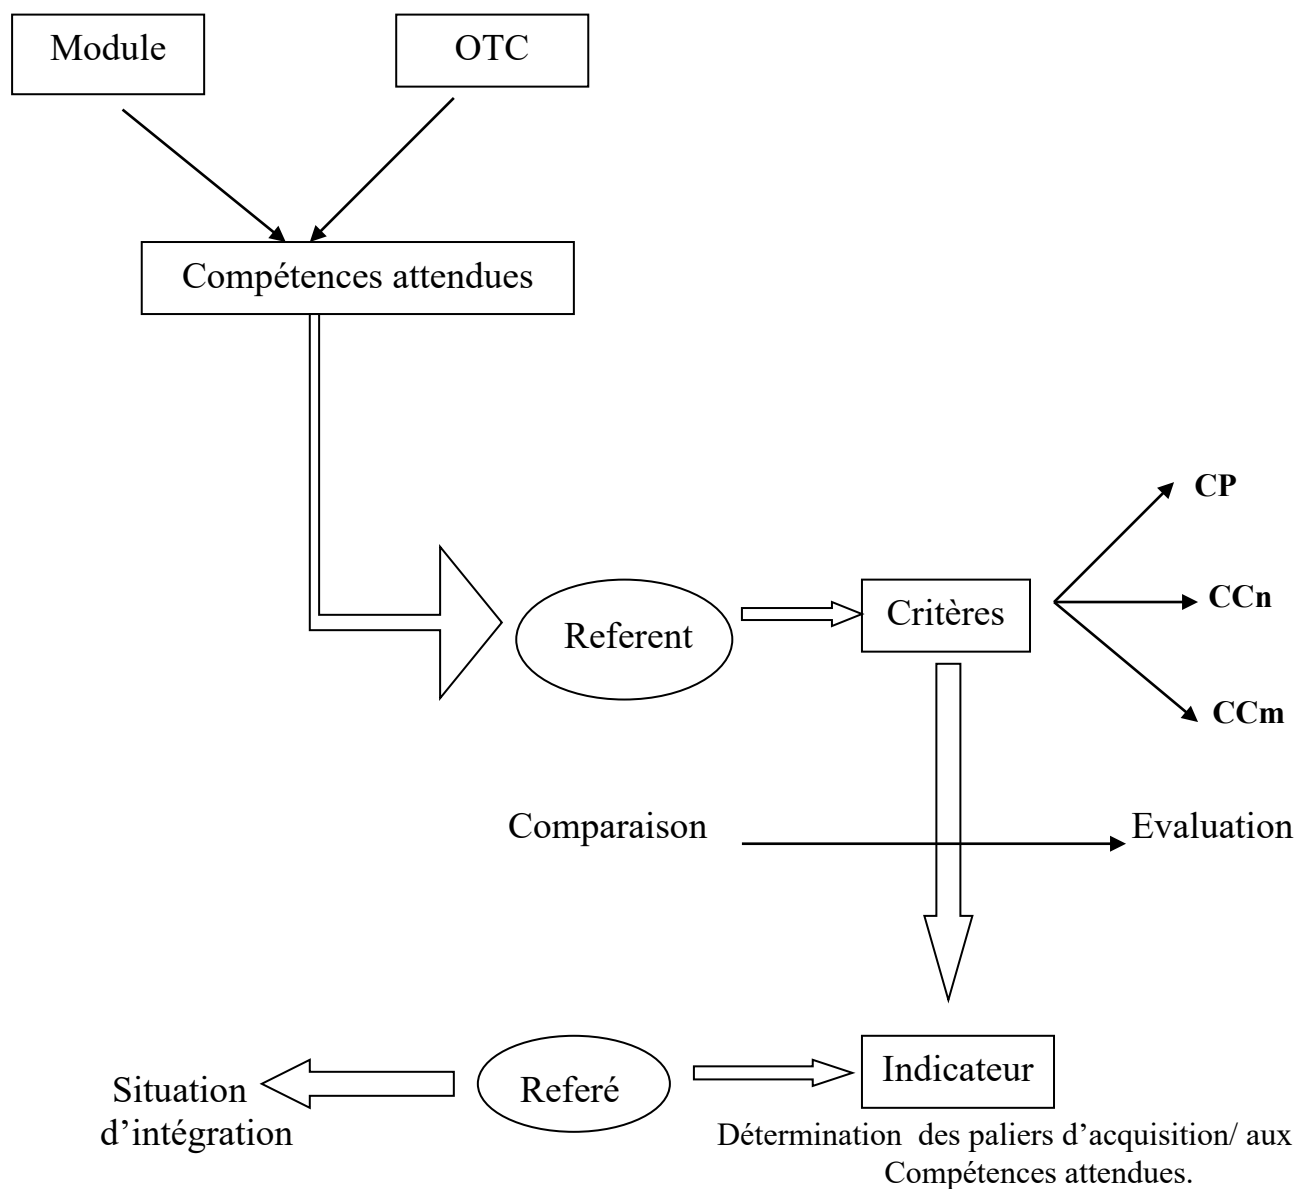 Module
OTC
Compétences attendues
CP
Referent
Critères
CCn
CCm
Comparaison
Evaluation
Situation
d’intégration
Referé
Indicateur
Détermination des paliers d’acquisition/ aux
Compétences attendues.